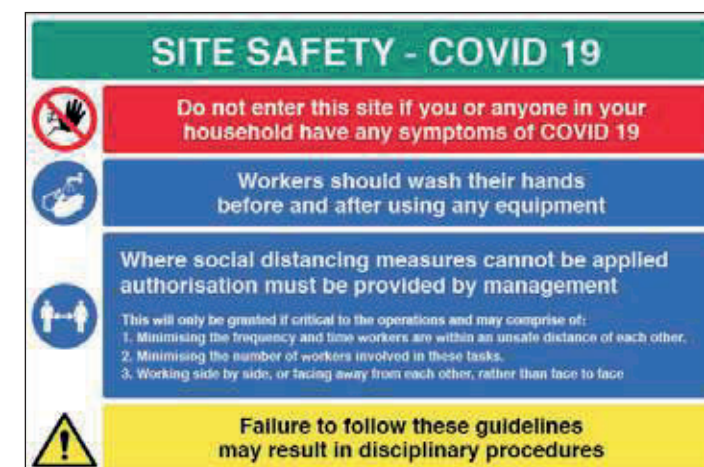 SITE SAFETY - COVID 19
Do not enter this site if you or anyone in your
household have any symptoms of COVID 19
Workers should wash their hands
before and after using any equipment
Where social distancing measures cannot be applied
authorisation must be provided by management
This will only be granted if critical to the operations and may comprise of:
1. Minimising the frequency and time workers are within an unsafe distance of each other.
2. Minimising the number of workers involved in these tasks.
3. Working side by side, or facing away from each other, rather than face to face
Failure to follow these guidelines
may result in disciplinary procedures